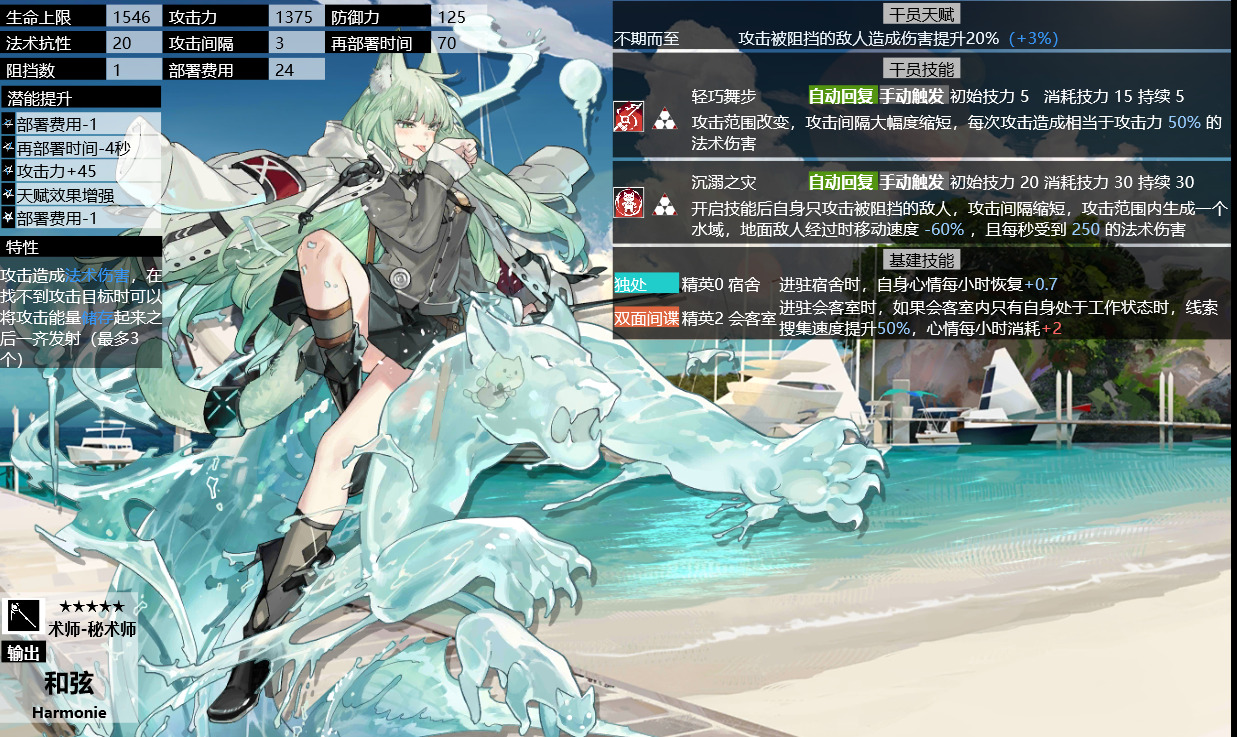 生命上限 1546 攻击力 1375 防御力 125
法术抗性 20 攻击间隔 3 再部署时间 70
阻挡数 1 部署费用 24
潜能提升
部署费用-1
再部署时间-4秒
攻击力+45
天赋效果增强
部署费用-1
特性
攻击造成法术伤害，在
找不到攻击目标时可以
将攻击能量储存起来之
后一齐发射（最多3
个）
★★★★★
术师-秘术师
输出
和弦
Harmonie
干员天赋
不期而至 攻击被阻挡的敌人造成伤害提升20%（+3%）
干员技能
轻巧舞步 自动回复 手动触发 初始技力 5 消耗技力 15 持续 5
攻击范围改变，攻击间隔大幅度缩短，每次攻击造成相当于攻击力 50% 的
法术伤害
沉溺之灾 自动回复 手动触发 初始技力 20 消耗技力 30 持续 30
开启技能后自身只攻击被阻挡的敌人，攻击间隔缩短，攻击范围内生成一个
水域，地面敌人经过时移动速度 -60% ，且每秒受到 250 的法术伤害
基建技能
独处 精英0 宿舍 进驻宿舍时，自身心情每小时恢复+0.7
双面间谍 精英2 会客室 进驻会客室时，如果会客室内只有自身处于工作状态时，线索
搜集速度提升50%，心情每小时消耗+2